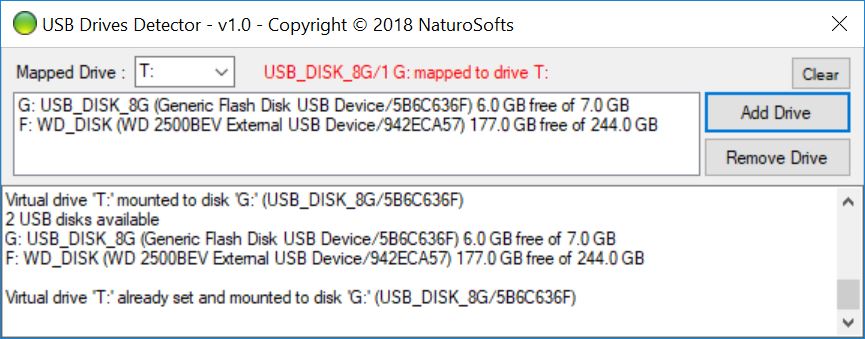 USB Drives Detector - v1.0 - Copyright © 2018 NaturoSofts
Mapped Drive : T: USB_DISK_8G/1 G: mapped to drive T: Clear
G: USB_DISK_8G (Generic Flash Disk USB Device/5B6C636F) 6.0 GB free of 7.0 GB
F: WD_DISK (WD 2500BEV External USB Device/942ECA57) 177.0 GB free of 244.0 GB
Add Drive
Remove Drive
Virtual drive 'T:' mounted to disk 'G:' (USB_DISK_8G/5B6C636F)
2 USB disks available
G: USB_DISK_8G (Generic Flash Disk USB Device/5B6C636F) 6.0 GB free of 7.0 GB
F: WD_DISK (WD 2500BEV External USB Device/942ECA57) 177.0 GB free of 244.0 GB
Virtual drive 'T:' already set and mounted to disk 'G:' (USB_DISK_8G/5B6C636F)